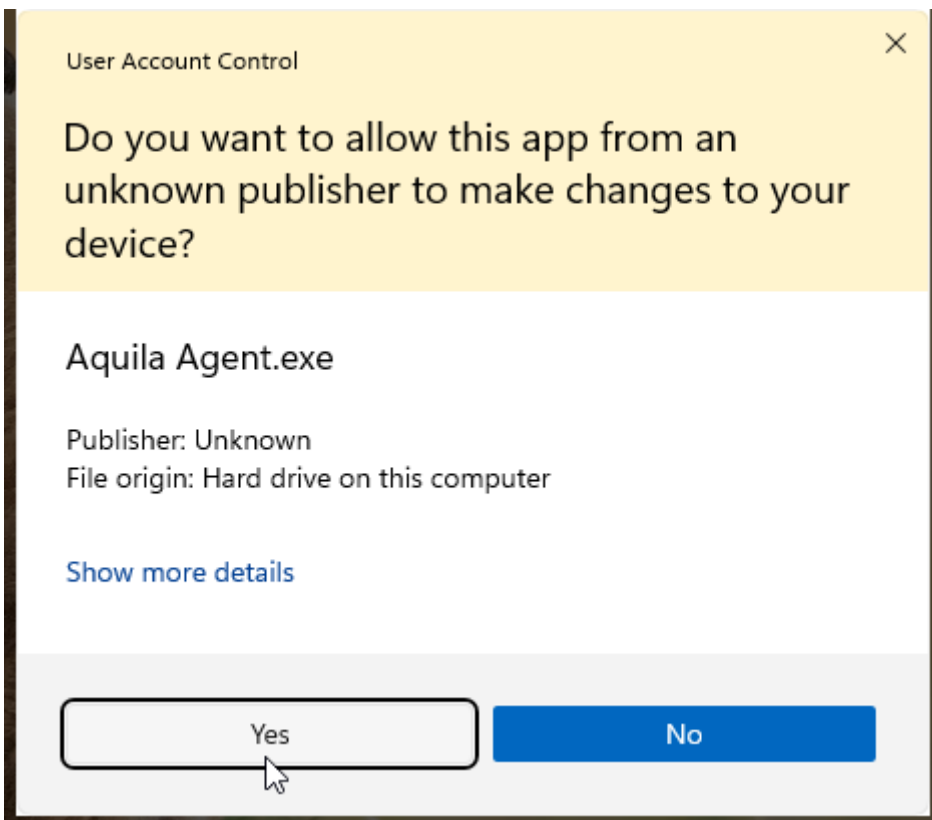 User Account Control
Do you want to allow this app from an
unknown publisher to make changes to your
device?
Aquila Agent.exe
Publisher: Unknown
File origin: Hard drive on this computer
Show more details
Yes
No